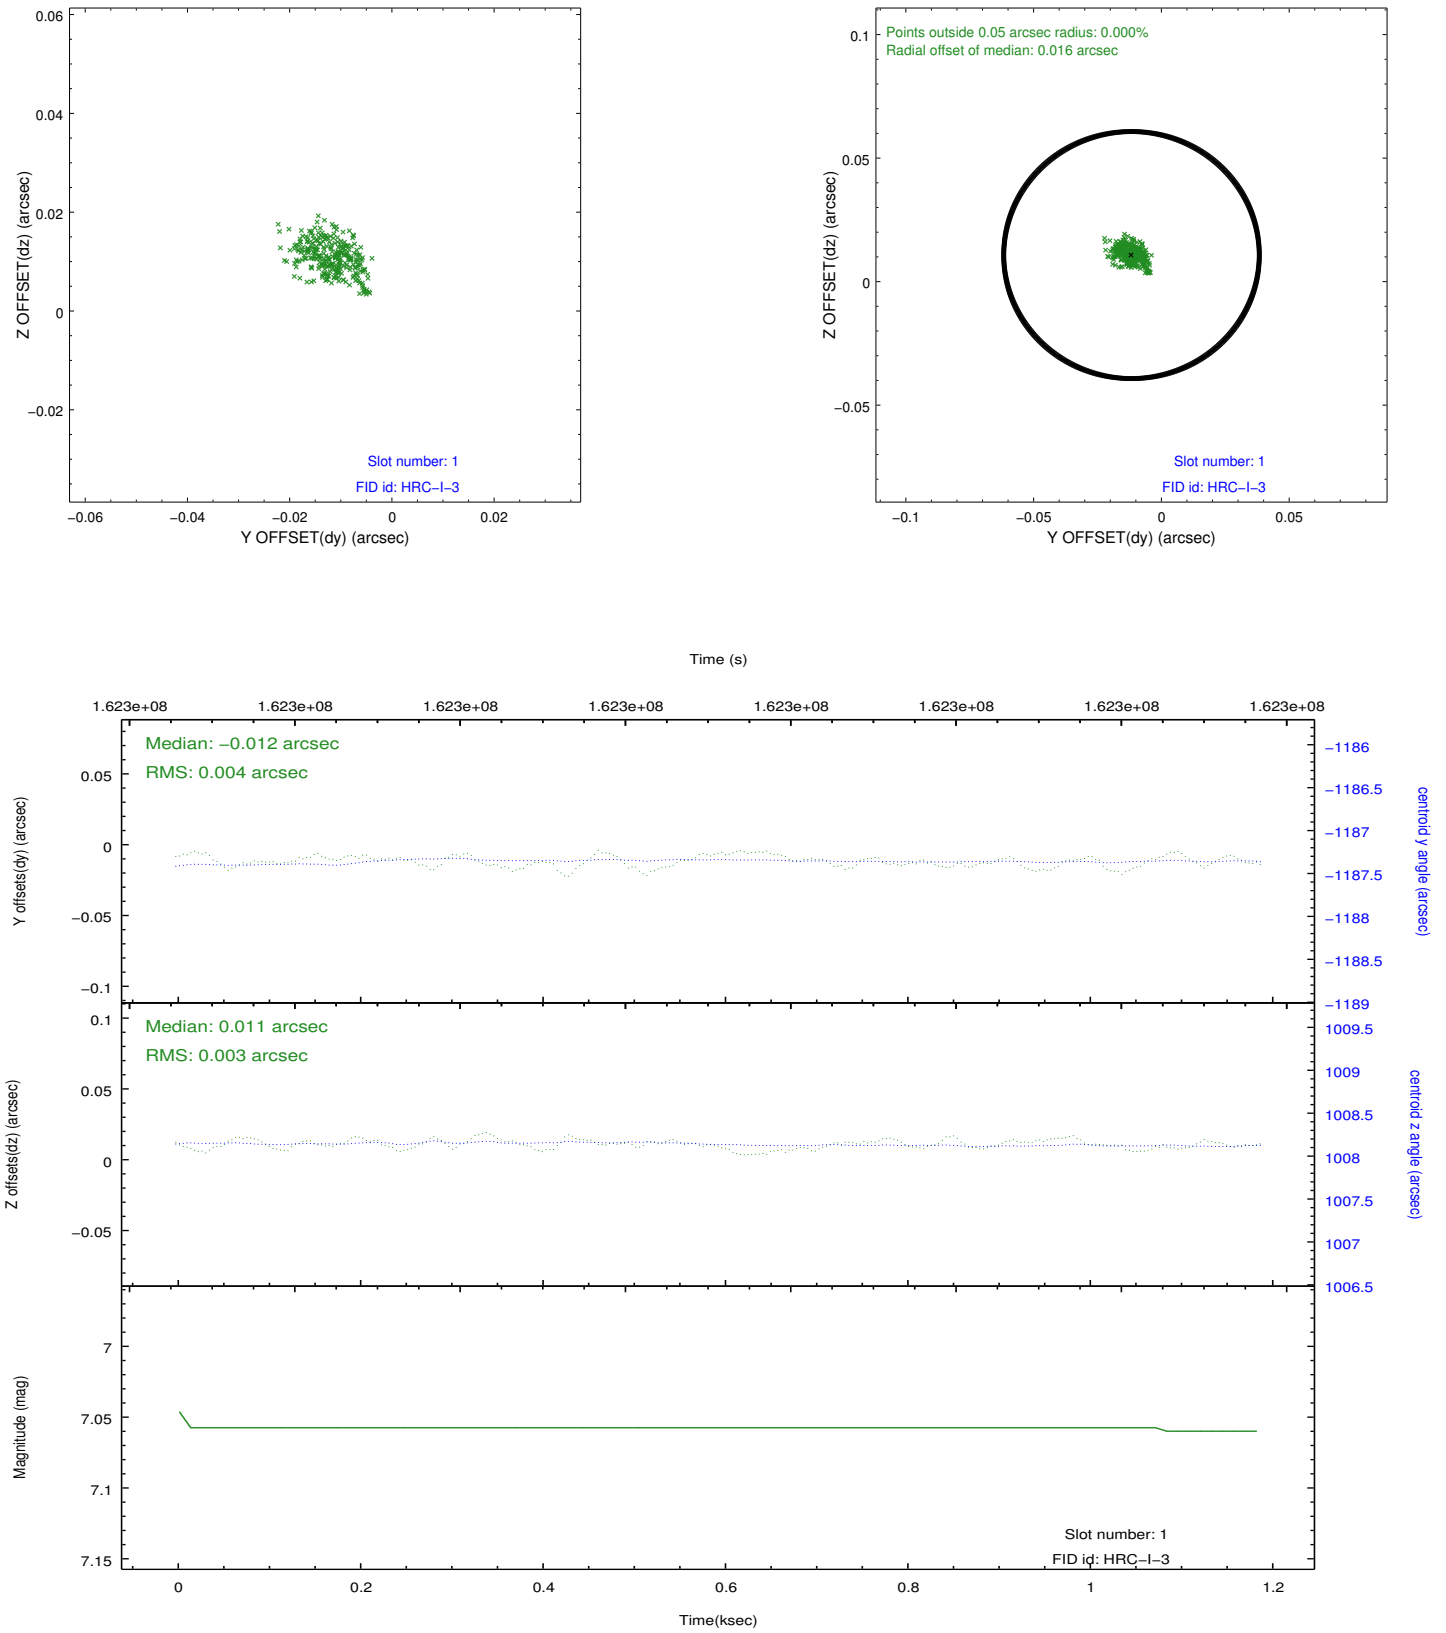 0.06
0.04
0.02
0
−0.02
Z OFFSET(dz) (arcsec)
Slot number: 1
FID id: HRC−I−3
−0.06 −0.04 −0.02 0 0.02
Y OFFSET(dy) (arcsec)
Points outside 0.05 arcsec radius: 0.000%
Radial offset of median: 0.016 arcsec
0.1
0.05
0
−0.05
Z OFFSET(dz) (arcsec)
Slot number: 1
FID id: HRC−I−3
−0.1 −0.05 0 0.05
Y OFFSET(dy) (arcsec)
Time (s)
1.623e+08 1.623e+08 1.623e+08 1.623e+08 1.623e+08 1.623e+08 1.623e+08 1.623e+08
Median: −0.012 arcsec
RMS: 0.004 arcsec
0.05
0
−0.05
−0.1
Y offsets(dy) (arcsec)
−1186
−1186.5
−1187
−1187.5
−1188
−1188.5
−1189
centroid y angle (arcsec)
Median: 0.011 arcsec
RMS: 0.003 arcsec
0.1
0.05
0
−0.05
Z offsets(dz) (arcsec)
1009.5
1009
1008.5
1008
1007.5
1007
1006.5
centroid z angle (arcsec)
7
7.05
7.1
7.15
Magnitude (mag)
Slot number: 1
FID id: HRC−I−3
0 0.2 0.4 0.6 0.8 1 1.2
Time(ksec)